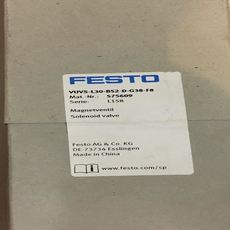 FESTO
VUVS-L30-B52-D-G38-F8
Mat.-Nr.: 575609
Serie: L158
Magnetventil
Solenoid valve
Festo AG & Co. KG
DE-73734 Esslingen
Made in China
www.festo.com/sp